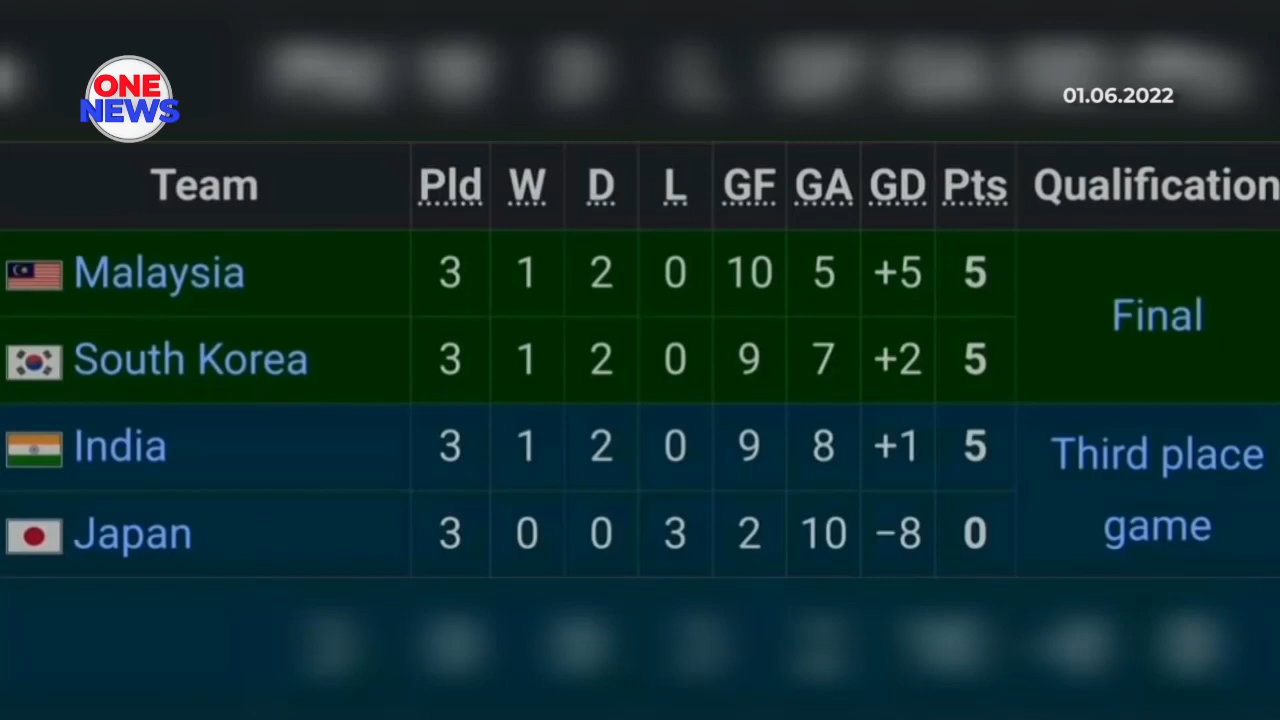 ONE
NEWS
01.06.2022
Team Pld W D L GF GA GD Pts Qualification
Malaysia 3 1 2 0 10 5 +5 5
Final
South Korea 3 1 2 0 9 7 +2 5
India 3 1 2 0 9 8 +1 5
Third place
game
Japan 3 0 0 3 2 10 −8 0